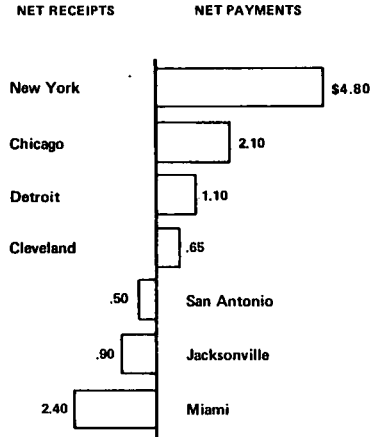 NET RECEIPTS NET PAYMENTS
New York $4.80
Chicago 2.10
Detroit 1.10
Cleveland .65
.50 San Antonio
.90 Jacksonville
2.40 Miami